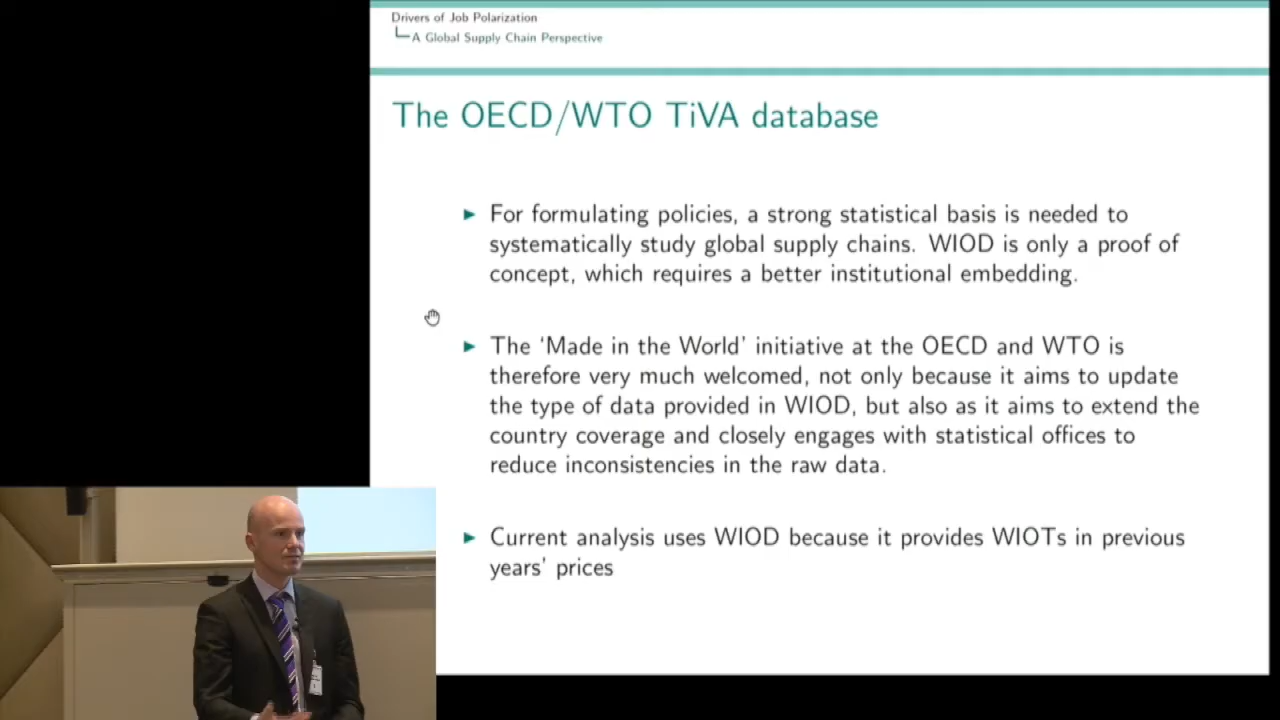 Drivers of Job Polarization
A Global Supply Chain Perspective
The OECD/WTO TiVA database
For formulating policies, a strong statistical basis is needed to
systematically study global supply chains. WIOD is only a proof of
concept, which requires a better institutional embedding.
The ‘Made in the World’ initiative at the OECD and WTO is
therefore very much welcomed, not only because it aims to update
the type of data provided in WIOD, but also as it aims to extend the
country coverage and closely engages with statistical offices to
reduce inconsistencies in the raw data.
Current analysis uses WIOD because it provides WIOTs in previous
years’ prices